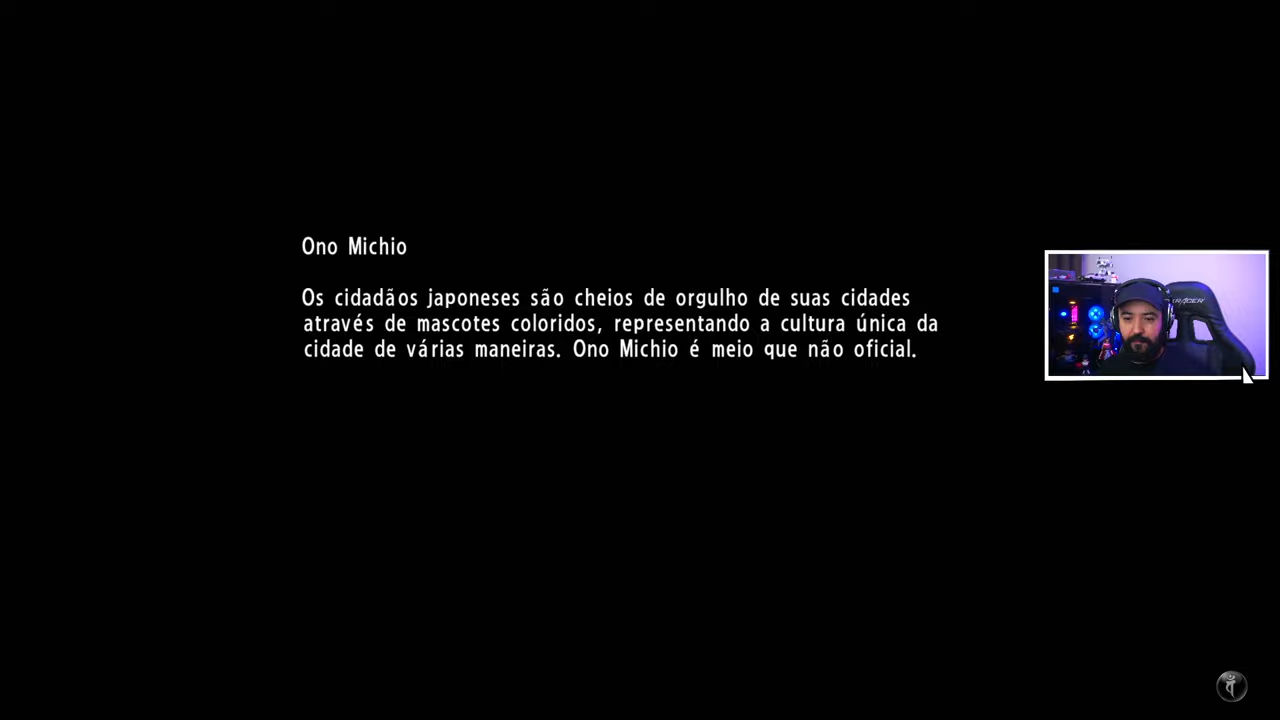 Ono Michio
Os cidadãos japoneses são cheios de orgulho de suas cidades
através de mascotes coloridos, representando a cultura única da
cidade de várias maneiras. Ono Michio é meio que não oficial.